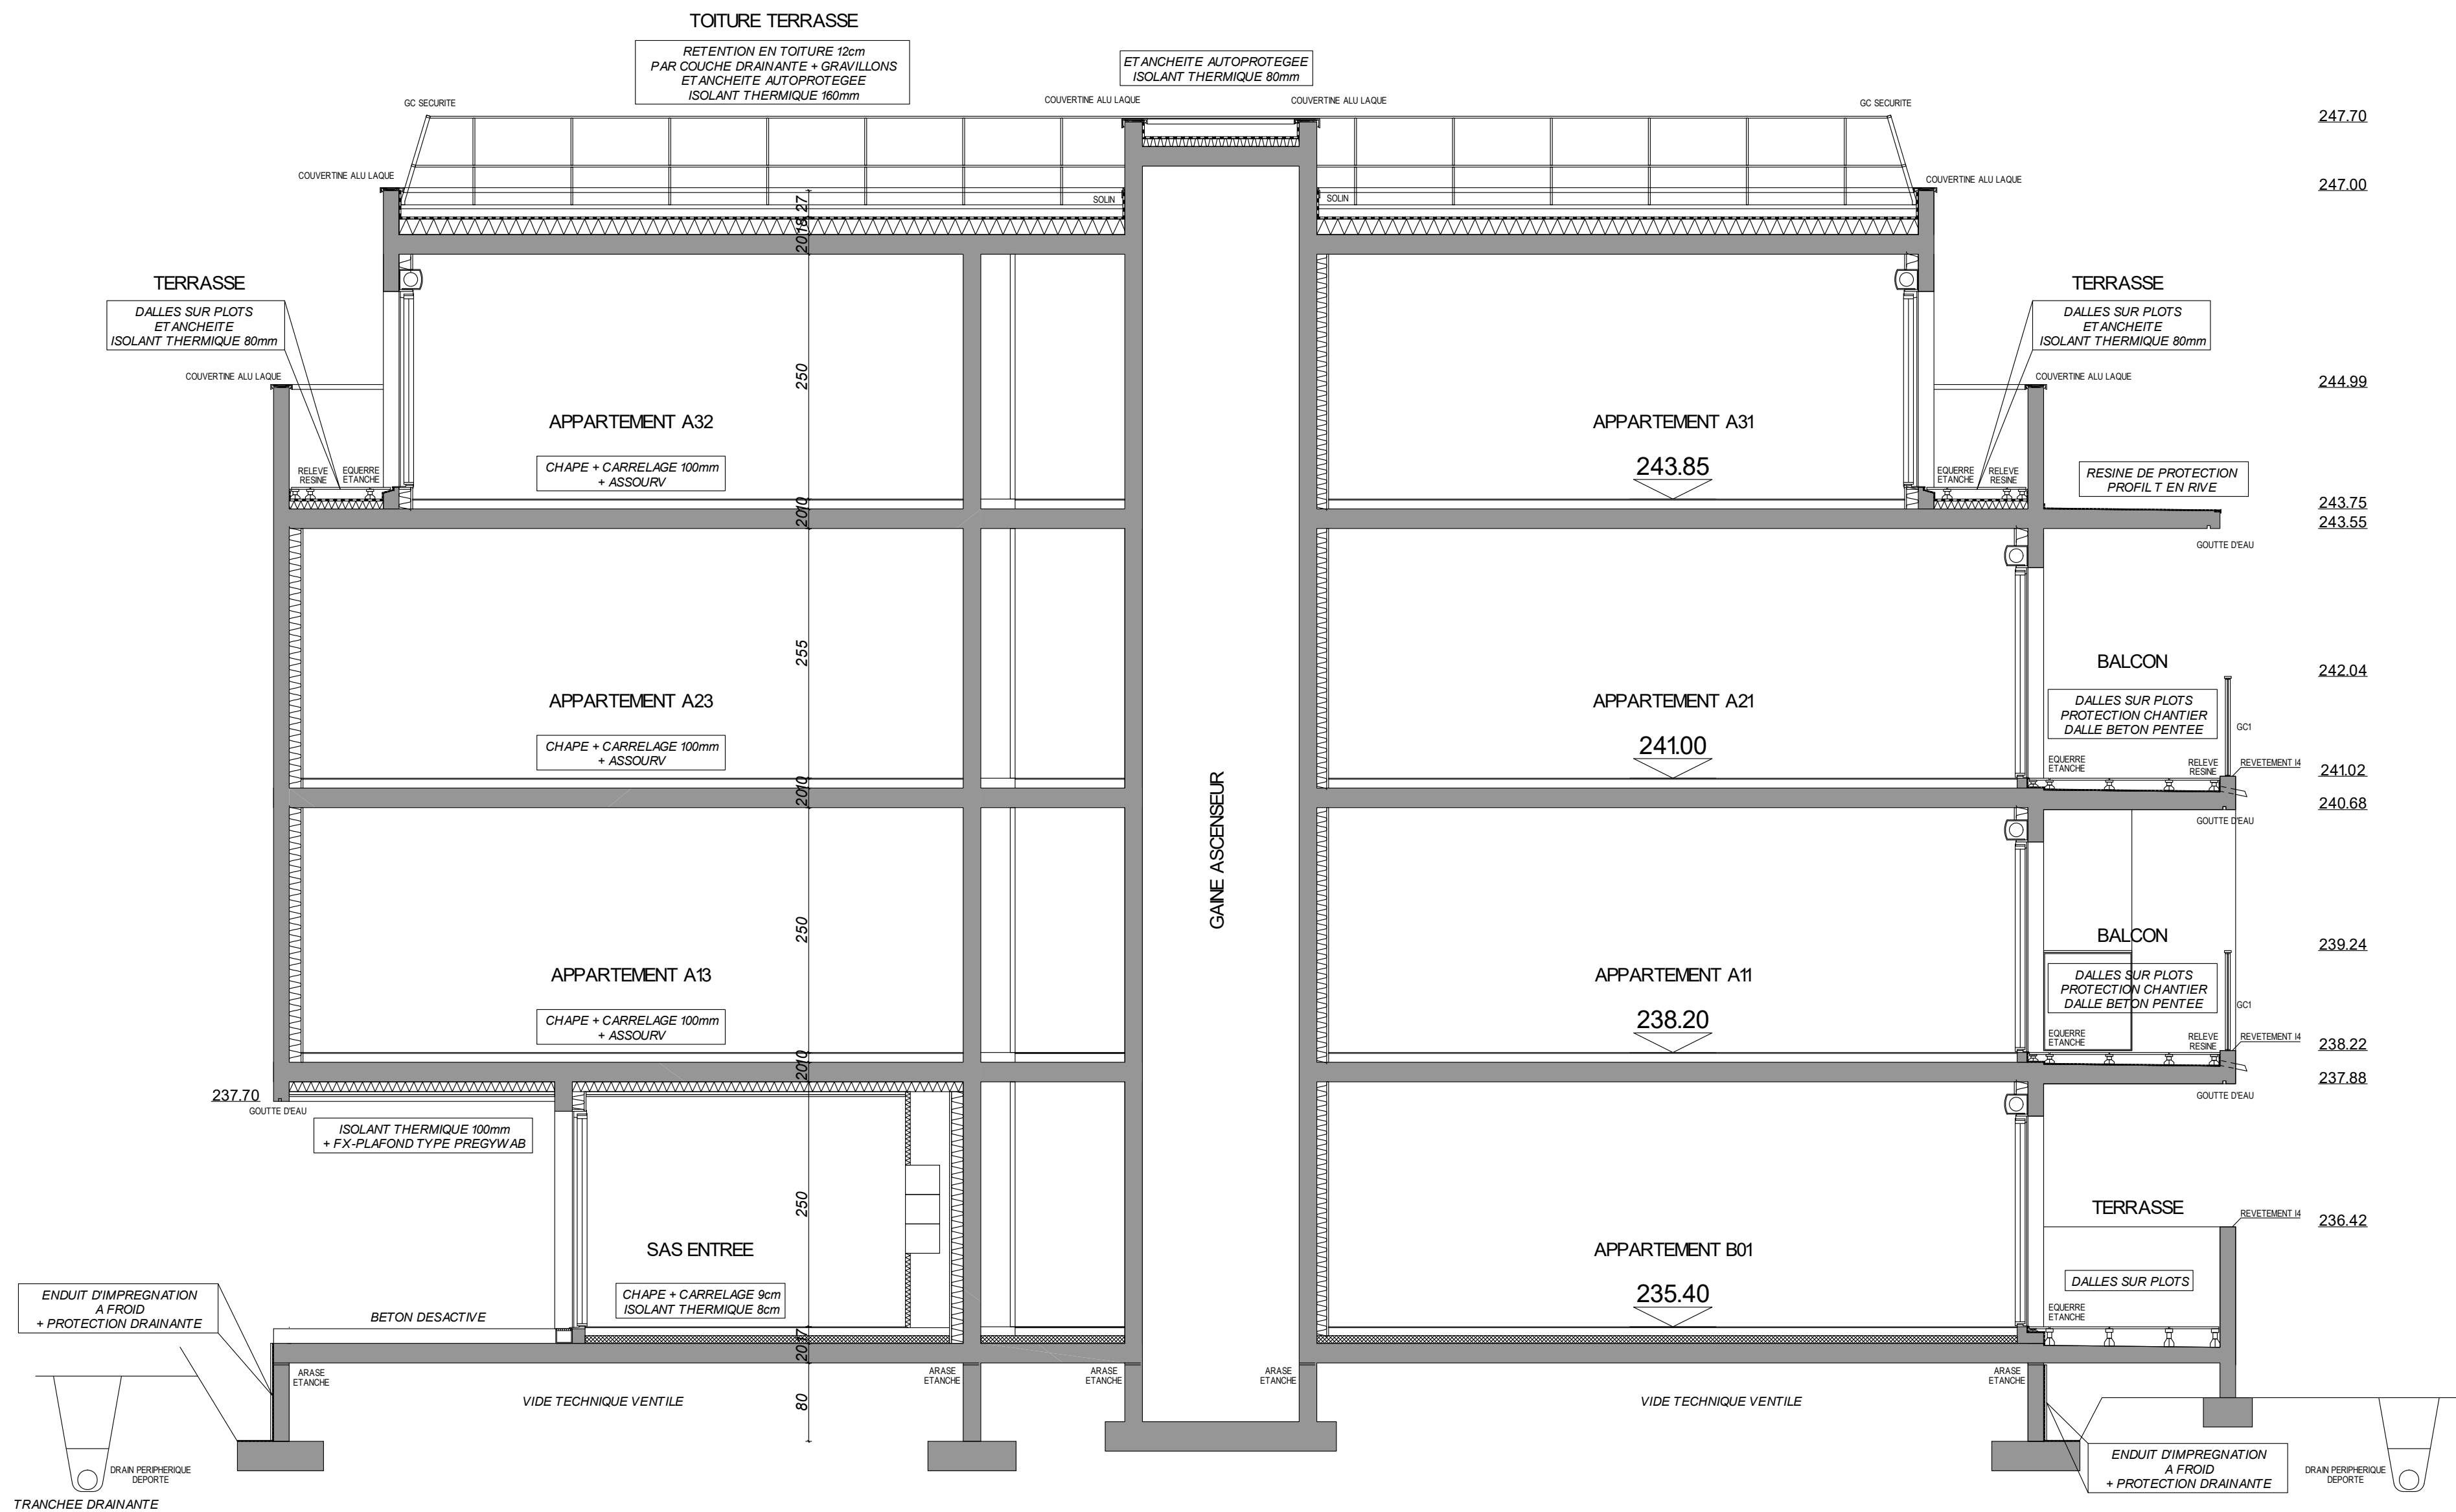 TOITURE TERRASSE
RETENTION EN TOITURE 12cm
PAR COUCHE DRAINANTE + GRAVILLONS
ETANCHEITE AUTOPROTEGEE
ISOLANT THERMIQUE 160mm
ETANCHEITE AUTOPROTEGEE
ISOLANT THERMIQUE 80mm
GC SECURITE
COUVERTINE ALU LAQUE
COUVERTINE ALU LAQUE
GC SECURITE
247.70
COUVERTINE ALU LAQUE
COUVERTINE ALU LAQUE
247.00
SOLIN
SOLIN
27
18
20
TERRASSE
DALLES SUR PLOTS
ETANCHEITE
ISOLANT THERMIQUE 80mm
TERRASSE
DALLES SUR PLOTS
ETANCHEITE
ISOLANT THERMIQUE 80mm
COUVERTINE ALU LAQUE
250
COUVERTINE ALU LAQUE
244.99
APPARTEMENT A32
CHAPE + CARRELAGE 100mm
+ ASSOURV
APPARTEMENT A31
243.85
RELEVE
RESINE
EQUERRE
ETANCHE
EQUERRE
ETANCHE
RELEVE
RESINE
RESINE DE PROTECTION
PROFIL T EN RIVE
10
20
243.75
243.55
GOUTTE D'EAU
255
BALCON
242.04
APPARTEMENT A23
CHAPE + CARRELAGE 100mm
+ ASSOURV
APPARTEMENT A21
241.00
DALLES SUR PLOTS
PROTECTION CHANTIER
DALLE BETON PENTEE
GC1
EQUERRE
ETANCHE
RELEVE
RESINE
REVETEMENT I4
241.02
10
20
240.68
GOUTTE D'EAU
GAINE ASCENSEUR
250
BALCON
239.24
APPARTEMENT A13
CHAPE + CARRELAGE 100mm
+ ASSOURV
APPARTEMENT A11
238.20
DALLES SUR PLOTS
PROTECTION CHANTIER
DALLE BETON PENTEE
GC1
EQUERRE
ETANCHE
RELEVE
RESINE
REVETEMENT I4
238.22
10
20
237.88
237.70
GOUTTE D'EAU
GOUTTE D'EAU
ISOLANT THERMIQUE 100mm
+ FX-PLAFOND TYPE PREGYWAB
250
TERRASSE
REVETEMENT I4
236.42
SAS ENTREE
CHAPE + CARRELAGE 9cm
ISOLANT THERMIQUE 8cm
APPARTEMENT B01
235.40
DALLES SUR PLOTS
EQUERRE
ETANCHE
ENDUIT D'IMPREGNATION
A FROID
+ PROTECTION DRAINANTE
BETON DESACTIVE
17
20
ARASE
ETANCHE
ARASE
ETANCHE
ARASE
ETANCHE
ARASE
ETANCHE
ARASE
ETANCHE
VIDE TECHNIQUE VENTILE
80
VIDE TECHNIQUE VENTILE
DRAIN PERIPHERIQUE
DEPORTE
TRANCHEE DRAINANTE
ENDUIT D'IMPREGNATION
A FROID
+ PROTECTION DRAINANTE
DRAIN PERIPHERIQUE
DEPORTE